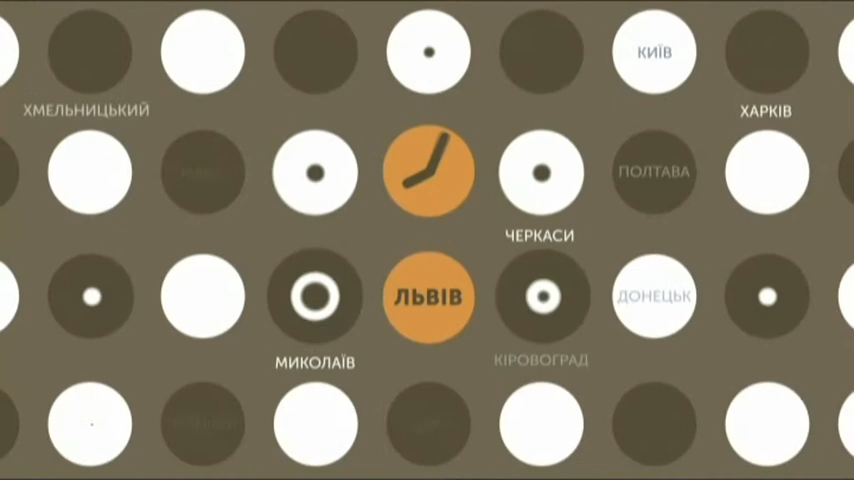 КИЇВ
ХМЕЛЬНИЦЬКИЙ
ХАРКІВ
ПОЛТАВА
ЧЕРКАСИ
ЛЬВІВ
ДОНЕЦЬК
МИКОЛАЇВ
КІРОВОГРАД